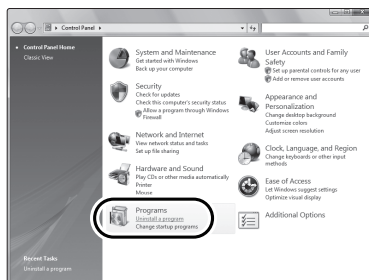 Control Panel
Control Panel Home
Classic View
System and Maintenance
Get started with Windows
Back up your computer
Security
Check for updates
Check this computer's security status
Allow a program through Windows
Firewall
Network and Internet
View network status and tasks
Set up file sharing
Hardware and Sound
Play CDs or other media automatically
Printer
Mouse
Programs
Uninstall a program
Change startup programs
User Accounts and Family
Safety
Set up parental controls for any user
Add or remove user accounts
Appearance and
Personalization
Change desktop background
Customize colors
Adjust screen resolution
Clock, Language, and Region
Change keyboards or other input
methods
Ease of Access
Let Windows suggest settings
Optimize visual display
Additional Options
Recent Tasks
Uninstall a program